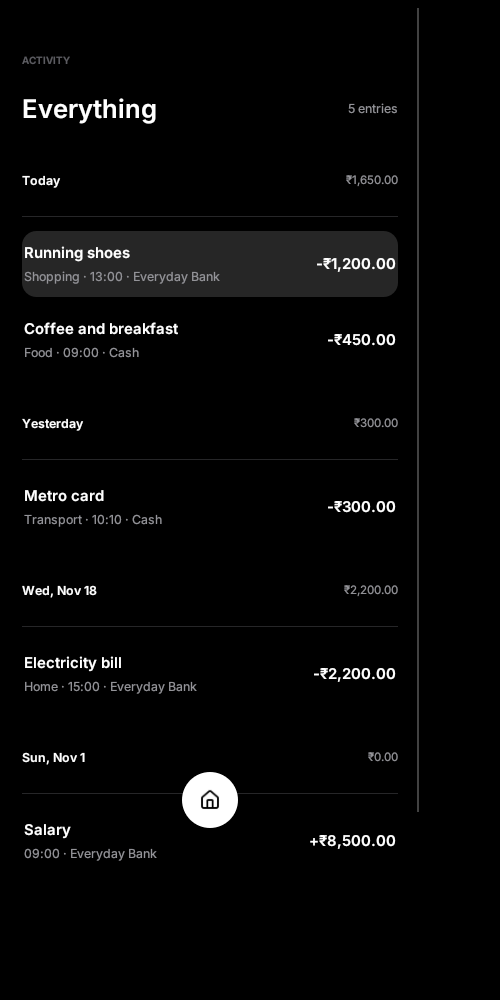 ACTIVITY
Everything
5 entries
Today
₹1,650.00
Running shoes
-₹1,200.00
Shopping · 13:00 · Everyday Bank
Coffee and breakfast
-₹450.00
Food · 09:00 · Cash
Yesterday
₹300.00
Metro card
-₹300.00
Transport · 10:10 · Cash
Wed, Nov 18
₹2,200.00
Electricity bill
-₹2,200.00
Home · 15:00 · Everyday Bank
Sun, Nov 1
₹0.00
Salary
+₹8,500.00
09:00 · Everyday Bank